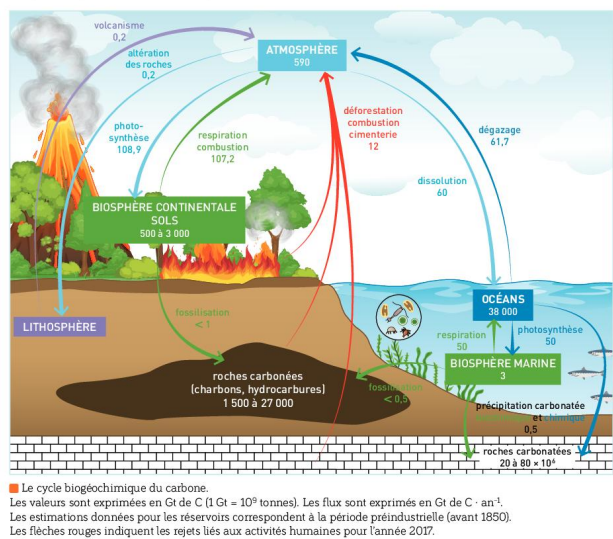 volcanisme
0,2
altération
des roches
0,2
ATMOSPHÈRE
590
photo-
synthèse
108,9
respiration
combustion
107,2
déforestation
combustion
cimenterie
12
dégazage
61,7
dissolution
60
BIOSPHÈRE CONTINENTALE
SOLS
500 à 3 000
LITHOSPHÈRE
fossilisation
< 1
OCÉANS
38 000
respiration
50
photosynthèse
50
BIOSPHÈRE MARINE
3
roches carbonées
(charbons, hydrocarbures)
1 500 à 27 000
fossilisation
< 0,5
précipitation carbonatée
et chimique
0,5
roches carbonatées
20 à 80 × 10⁶
Le cycle biogéochimique du carbone.
Les valeurs sont exprimées en Gt de C (1 Gt = 10⁹ tonnes). Les flux sont exprimés en Gt de C · an⁻¹.
Les estimations données pour les réservoirs correspondent à la période préindustrielle (avant 1850).
Les flèches rouges indiquent les rejets liés aux activités humaines pour l'année 2017.